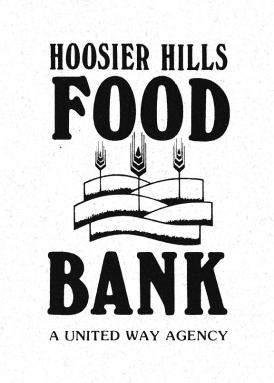 HOOSIER HILLS
FOOD
BANK
A UNITED WAY AGENCY